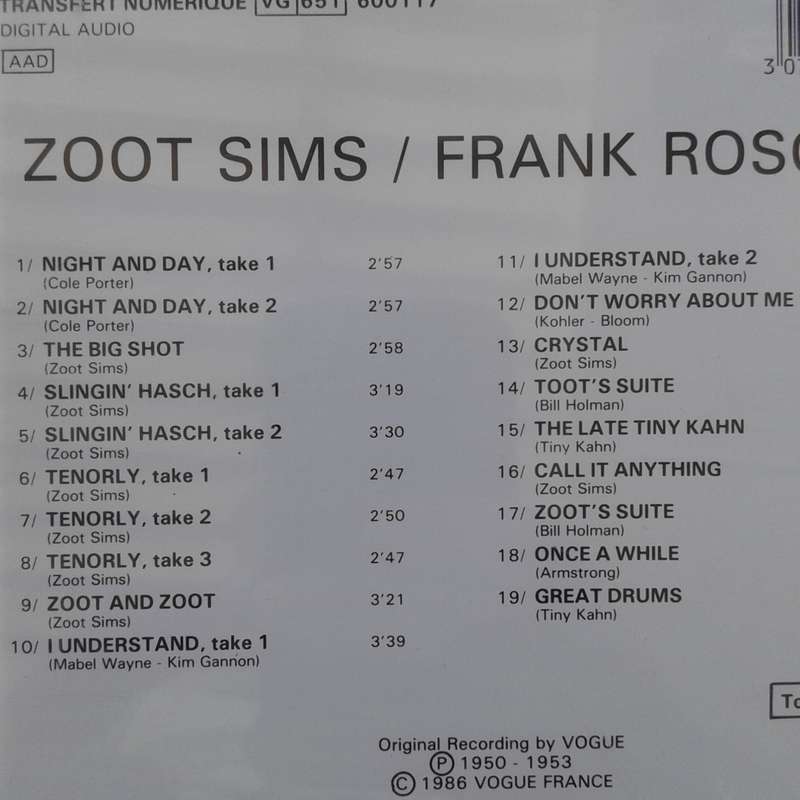 TRANSFERT NUMERIQUE VG 651 600117
DIGITAL AUDIO
AAD
3 0
ZOOT SIMS / FRANK ROSO
1/ NIGHT AND DAY, take 1 2'57
(Cole Porter)
2/ NIGHT AND DAY, take 2 2'57
(Cole Porter)
3/ THE BIG SHOT 2'58
(Zoot Sims)
4/ SLINGIN' HASCH, take 1 3'19
(Zoot Sims)
5/ SLINGIN' HASCH, take 2 3'30
(Zoot Sims)
6/ TENORLY, take 1 2'47
(Zoot Sims)
7/ TENORLY, take 2 2'50
(Zoot Sims)
8/ TENORLY, take 3 2'47
(Zoot Sims)
9/ ZOOT AND ZOOT 3'21
(Zoot Sims)
10/ I UNDERSTAND, take 1 3'39
(Mabel Wayne - Kim Gannon)
11/ I UNDERSTAND, take 2
(Mabel Wayne - Kim Gannon)
12/ DON'T WORRY ABOUT ME
(Kohler - Bloom)
13/ CRYSTAL
(Zoot Sims)
14/ TOOT'S SUITE
(Bill Holman)
15/ THE LATE TINY KAHN
(Tiny Kahn)
16/ CALL IT ANYTHING
(Zoot Sims)
17/ ZOOT'S SUITE
(Bill Holman)
18/ ONCE A WHILE
(Armstrong)
19/ GREAT DRUMS
(Tiny Kahn)
To
Original Recording by VOGUE
Ⓟ 1950 - 1953
© 1986 VOGUE FRANCE